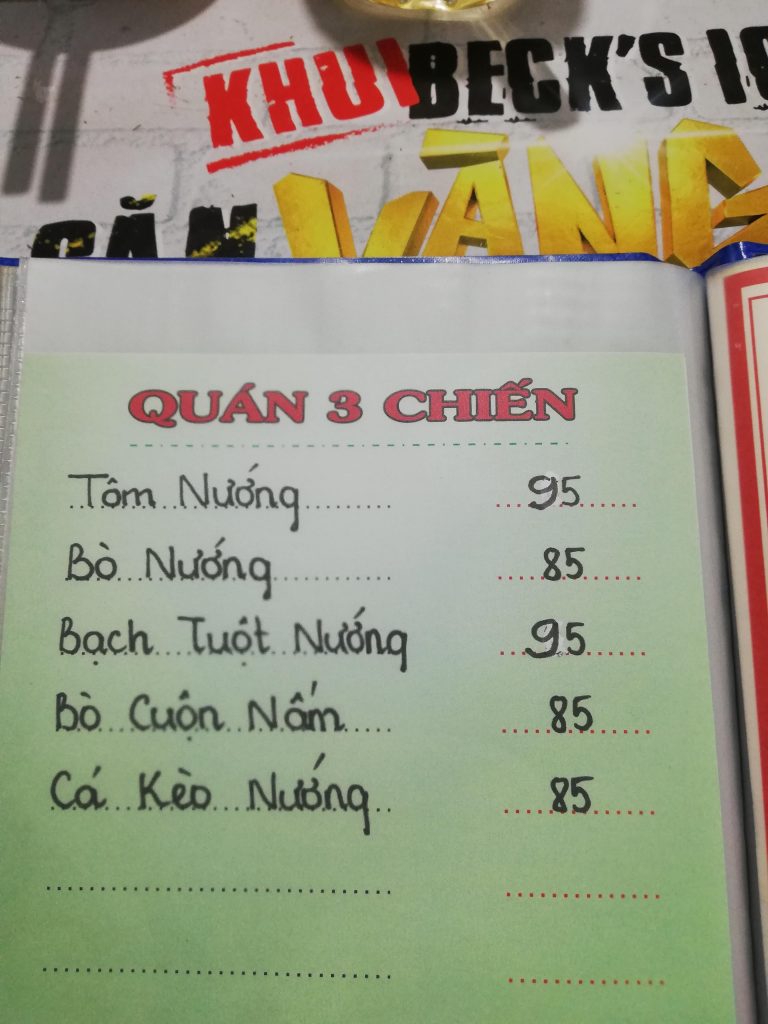 KHUI BECK'S
SĂN VÀNG
QUÁN 3 CHIẾN
Tôm Nướng 95
Bò Nướng 85
Bạch Tuột Nướng 95
Bò Cuộn Nấm 85
Cá Kèo Nướng 85